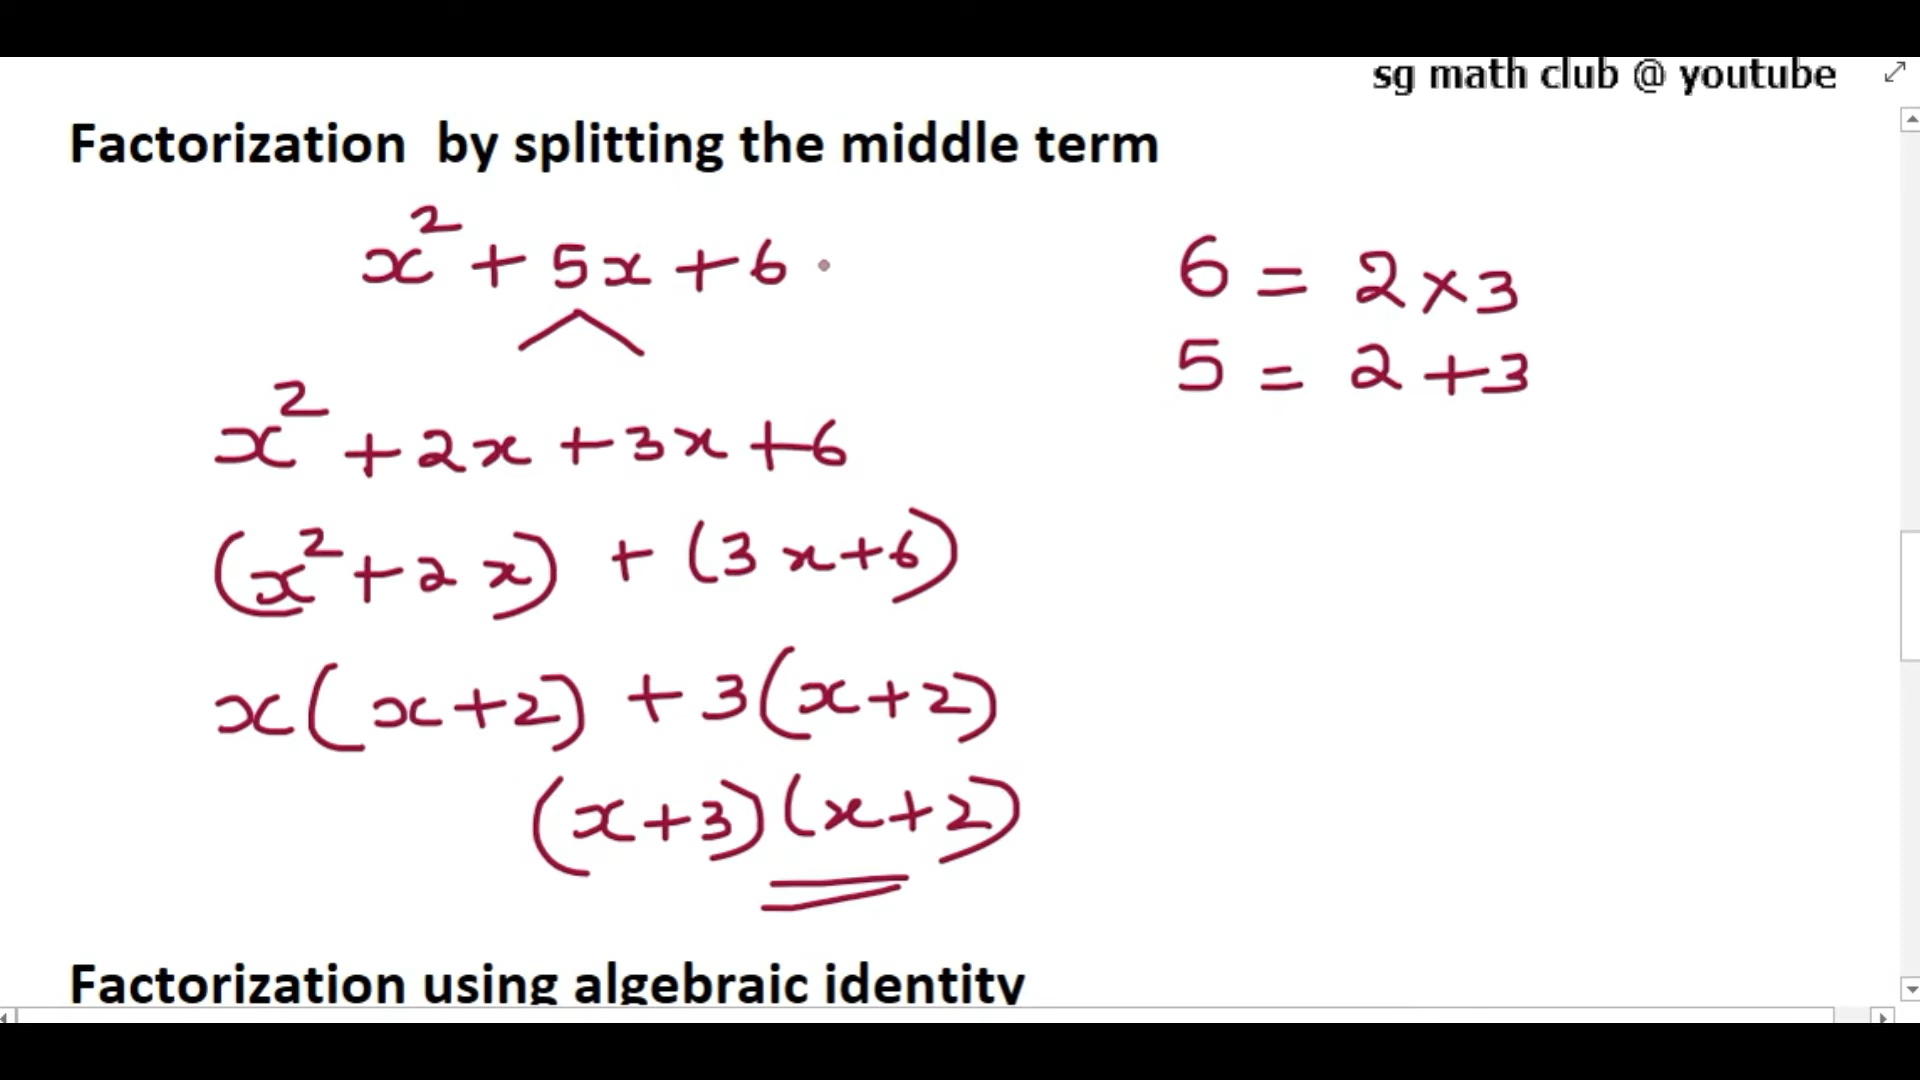 sg math club @ youtube
Factorization by splitting the middle term
x² + 5x + 6
6 = 2 × 3
5 = 2 + 3
x² + 2x + 3x + 6
(x² + 2x) + (3x + 6)
x(x+2) + 3(x+2)
(x+3)(x+2)
Factorization using algebraic identity